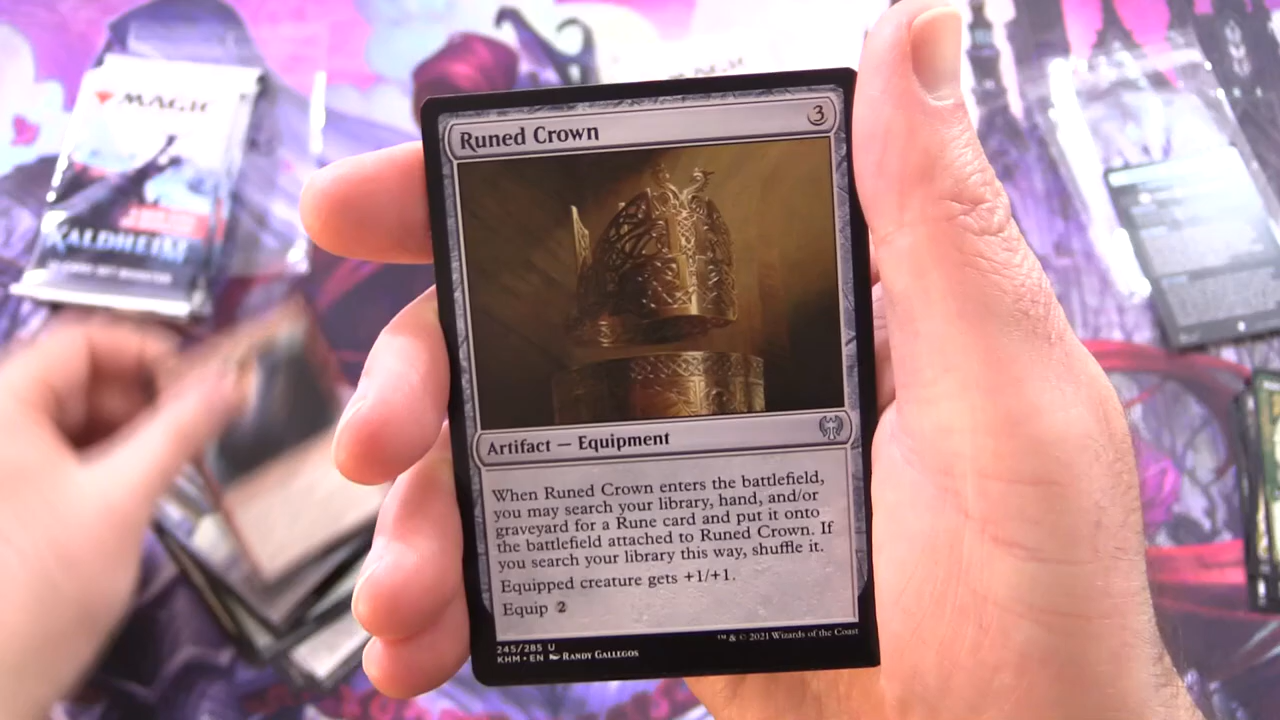 MAGIC
KALDHEIM
Runed Crown
3
Artifact — Equipment
When Runed Crown enters the battlefield,
you may search your library, hand, and/or
graveyard for a Rune card and put it onto
the battlefield attached to Runed Crown. If
you search your library this way, shuffle it.
Equipped creature gets +1/+1.
Equip 2
245/285 U
KHM • EN RANDY GALLEGOS
™ & © 2021 Wizards of the Coast